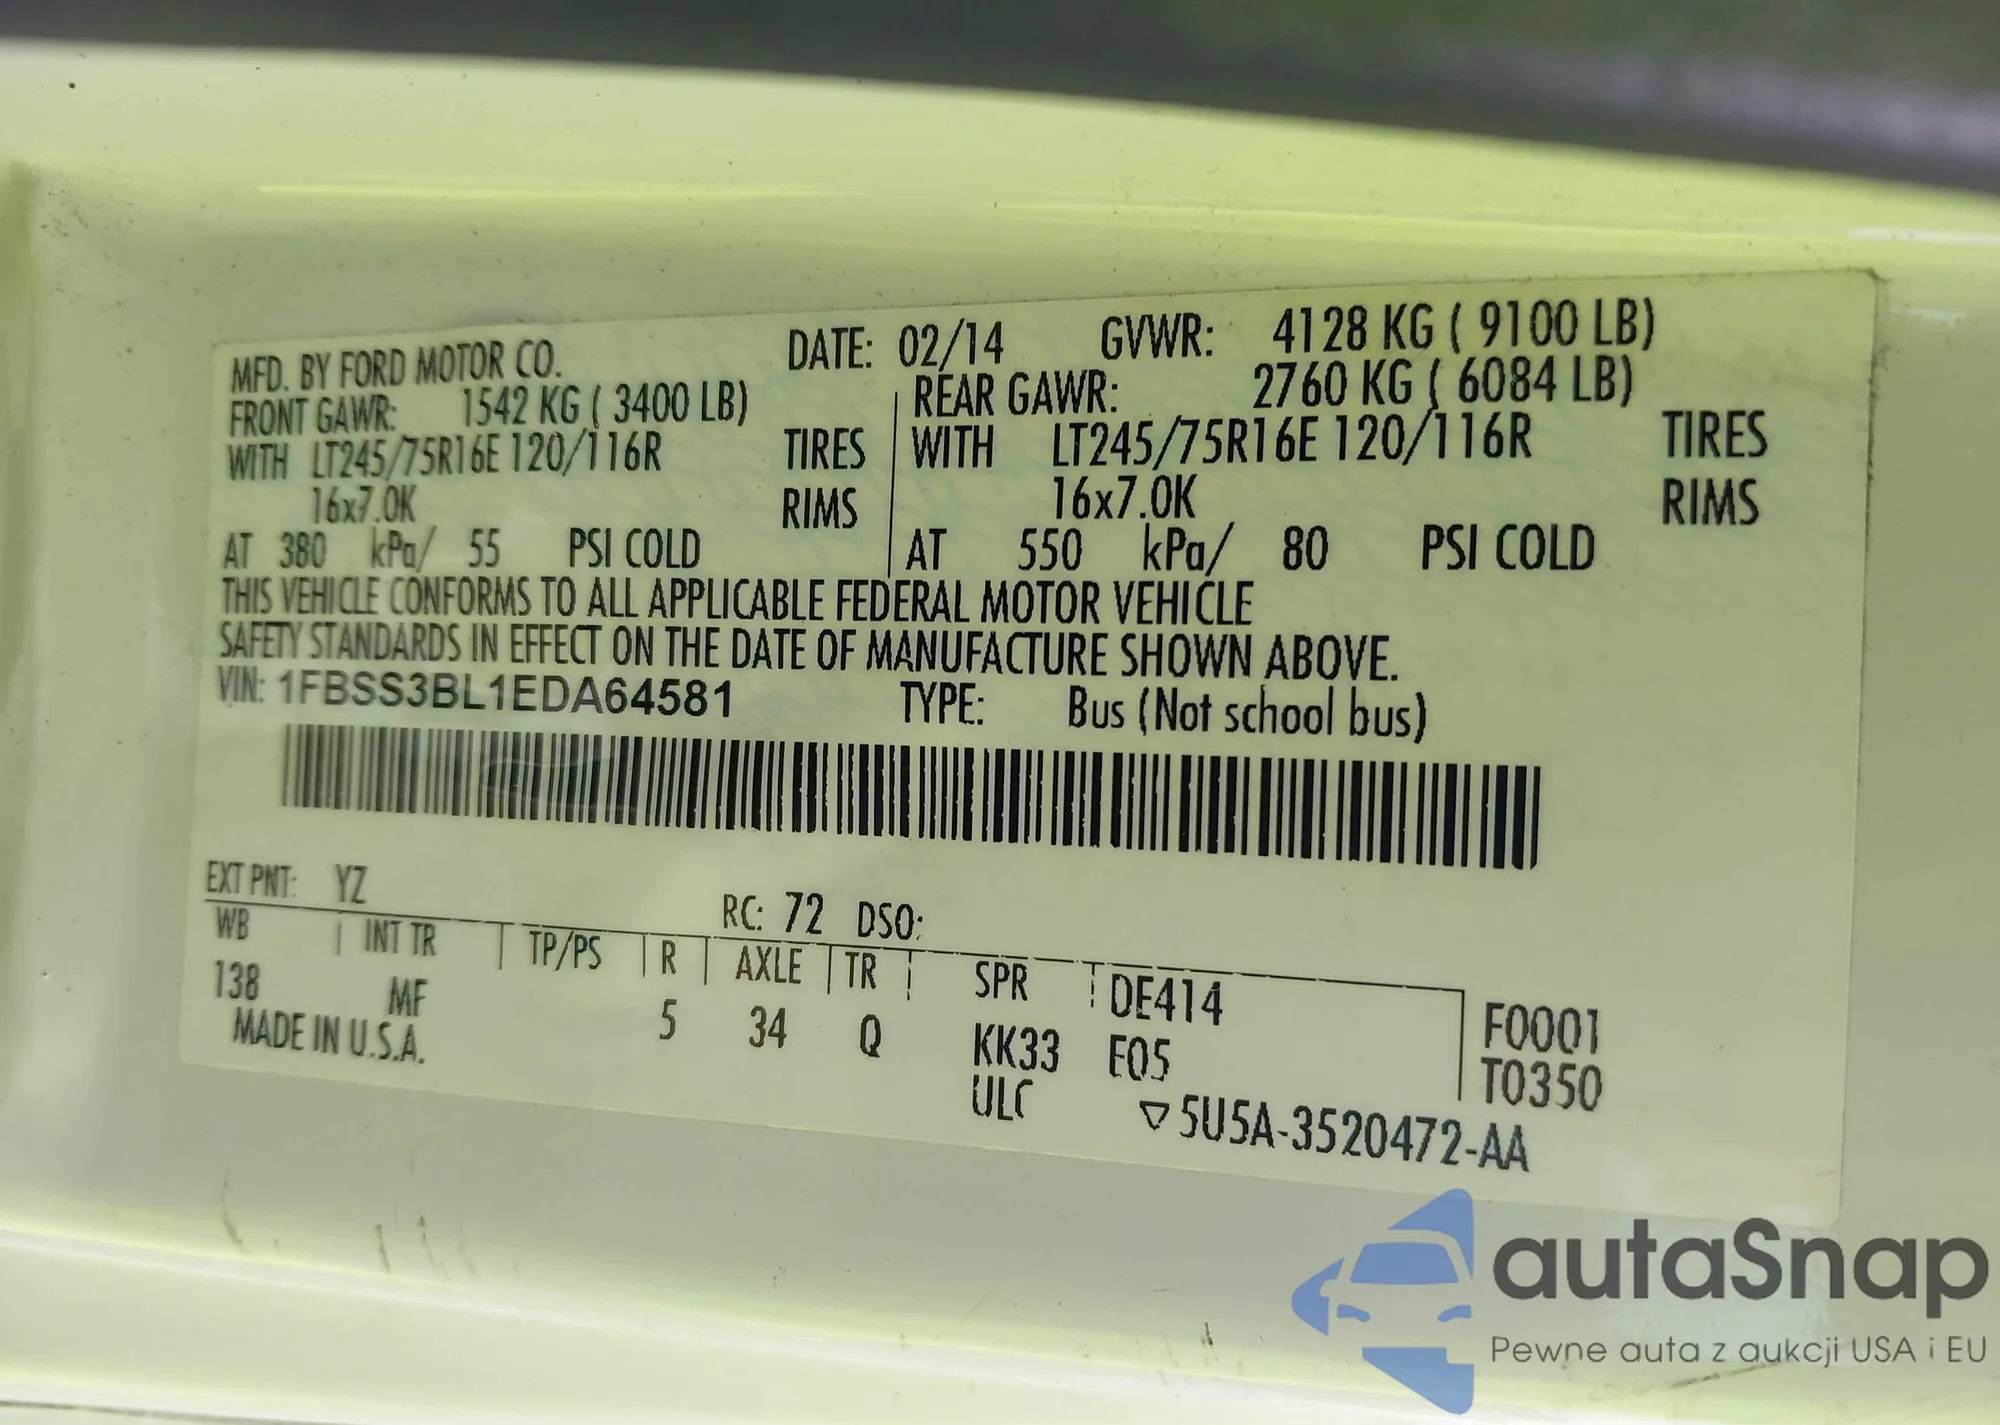 MFD. BY FORD MOTOR CO. DATE: 02/14 GVWR: 4128 KG ( 9100 LB)
FRONT GAWR: 1542 KG ( 3400 LB) REAR GAWR: 2760 KG ( 6084 LB)
WITH LT245/75R16E 120/116R TIRES WITH LT245/75R16E 120/116R TIRES
16x7.0K RIMS 16x7.0K RIMS
AT 380 kPa/ 55 PSI COLD AT 550 kPa/ 80 PSI COLD
THIS VEHICLE CONFORMS TO ALL APPLICABLE FEDERAL MOTOR VEHICLE
SAFETY STANDARDS IN EFFECT ON THE DATE OF MANUFACTURE SHOWN ABOVE.
VIN: 1FBSS3BL1EDA64581 TYPE: Bus (Not school bus)
EXT PNT: YZ RC: 72 DSO:
WB INT TR TP/PS R AXLE TR SPR DE414 F0001
138 MF 5 34 Q KK33 E05 T0350
MADE IN U.S.A. ULC ▽5U5A-3520472-AA
autaSnap
Pewne auta z aukcji USA i EU